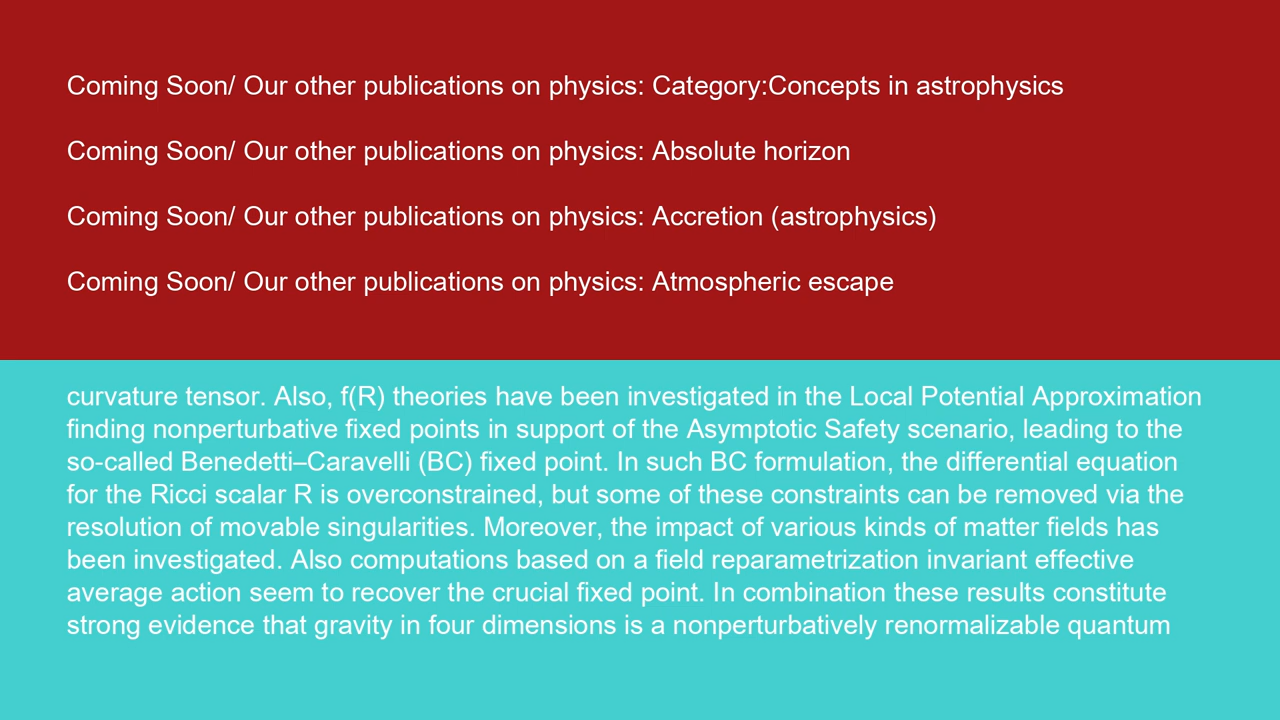 Coming Soon/ Our other publications on physics: Category:Concepts in astrophysics
Coming Soon/ Our other publications on physics: Absolute horizon
Coming Soon/ Our other publications on physics: Accretion (astrophysics)
Coming Soon/ Our other publications on physics: Atmospheric escape
curvature tensor. Also, f(R) theories have been investigated in the Local Potential Approximation
finding nonperturbative fixed points in support of the Asymptotic Safety scenario, leading to the
so-called Benedetti–Caravelli (BC) fixed point. In such BC formulation, the differential equation
for the Ricci scalar R is overconstrained, but some of these constraints can be removed via the
resolution of movable singularities. Moreover, the impact of various kinds of matter fields has
been investigated. Also computations based on a field reparametrization invariant effective
average action seem to recover the crucial fixed point. In combination these results constitute
strong evidence that gravity in four dimensions is a nonperturbatively renormalizable quantum